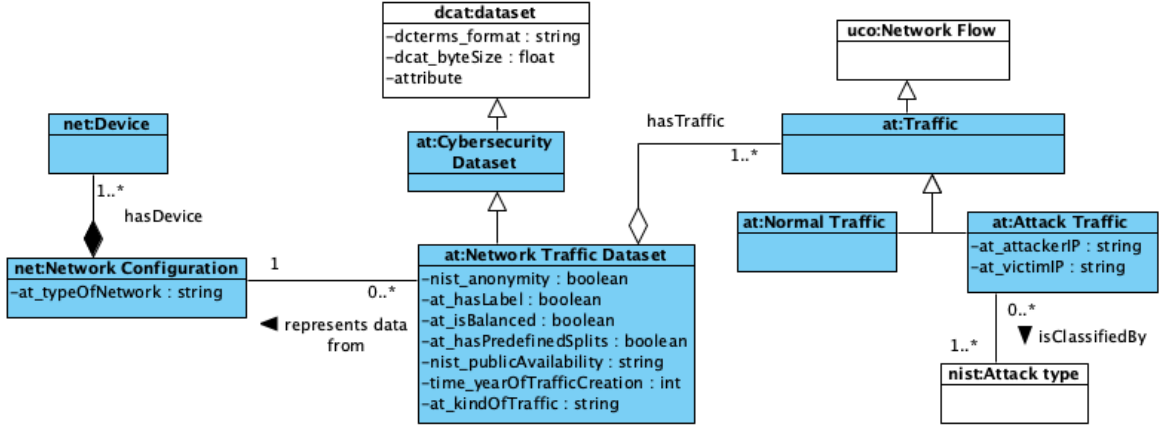 dcat:dataset
-dcterms_format : string
-dcat_byteSize : float
-attribute
uco:Network Flow
net:Device
at:Cybersecurity
Dataset
hasTraffic
1..*
at:Traffic
1..*
hasDevice
at:Normal Traffic
at:Attack Traffic
-at_attackerIP : string
-at_victimIP : string
net:Network Configuration
-at_typeOfNetwork : string
1
0..*
represents data
from
at:Network Traffic Dataset
-nist_anonymity : boolean
-at_hasLabel : boolean
-at_isBalanced : boolean
-at_hasPredefinedSplits : boolean
-nist_publicAvailability : string
-time_yearOfTrafficCreation : int
-at_kindOfTraffic : string
0..*
isClassifiedBy
1..*
nist:Attack type